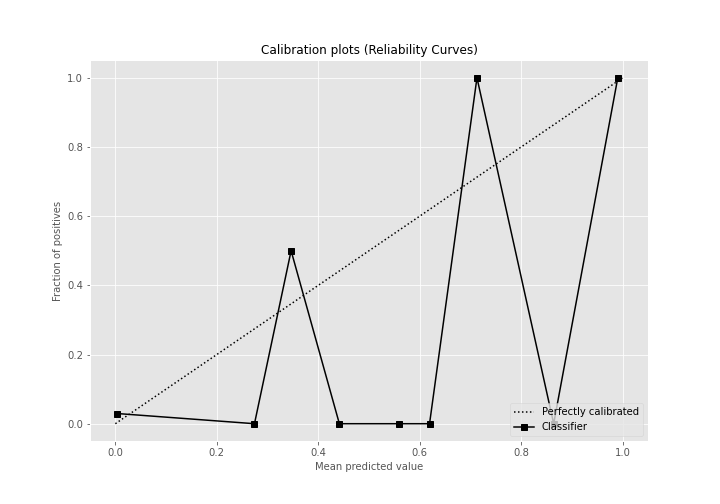 Calibration plots (Reliability Curves)
1.0
0.8
0.6
0.4
0.2
0.0
Fraction of positives
Perfectly calibrated
Classifier
0.0 0.2 0.4 0.6 0.8 1.0
Mean predicted value